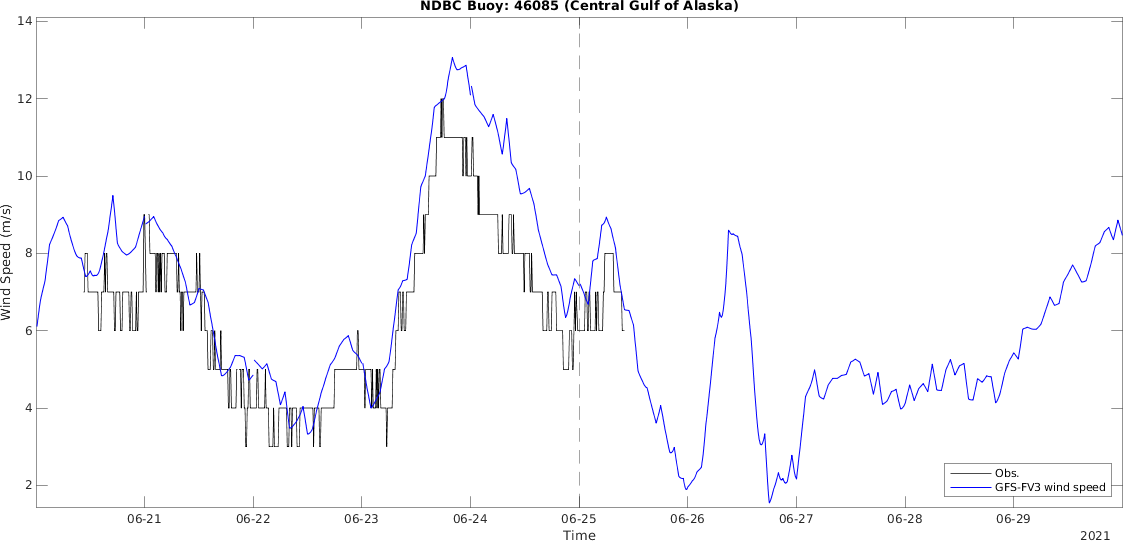 NDBC Buoy: 46085 (Central Gulf of Alaska)
14
12
10
8
6
4
2
Wind Speed (m/s)
06-21 06-22 06-23 06-24 06-25 06-26 06-27 06-28 06-29
Time
2021
Obs.
GFS-FV3 wind speed